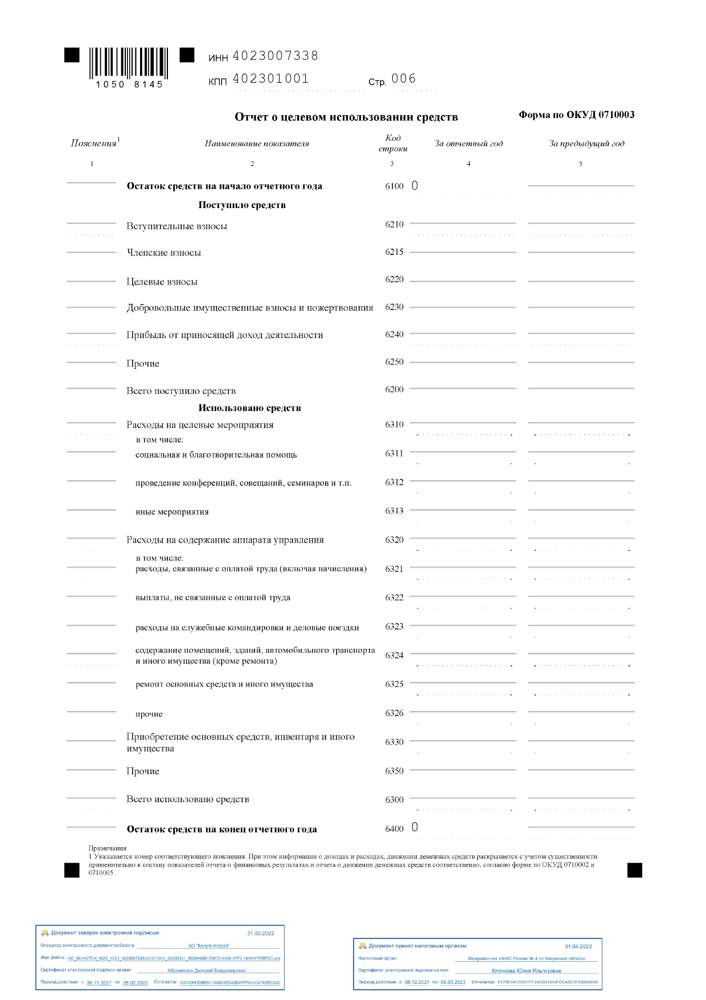 ИНН 4023007338
1050 8145
КПП 402301001 Стр. 006
Отчет о целевом использовании средств
Форма по ОКУД 0710003
Пояснения 1 Наименование показателя Код строки За отчетный год За предыдущий год
1 2 3 4 5
Остаток средств на начало отчетного года 6100 0
Поступило средств
Вступительные взносы 6210
Членские взносы 6215
Целевые взносы 6220
Добровольные имущественные взносы и пожертвования 6230
Прибыль от приносящей доход деятельности 6240
Прочие 6250
Всего поступило средств 6200
Использовано средств
Расходы на целевые мероприятия 6310
в том числе:
социальная и благотворительная помощь 6311
проведение конференций, совещаний, семинаров и т.п. 6312
иные мероприятия 6313
Расходы на содержание аппарата управления 6320
в том числе:
расходы, связанные с оплатой труда (включая начисления) 6321
выплаты, не связанные с оплатой труда 6322
расходы на служебные командировки и деловые поездки 6323
содержание помещений, зданий, автомобильного транспорта
и иного имущества (кроме ремонта) 6324
ремонт основных средств и иного имущества 6325
прочие 6326
Приобретение основных средств, инвентаря и иного
имущества 6330
Прочие 6350
Всего использовано средств 6300
Остаток средств на конец отчетного года 6400 0
Примечания
1 Указывается номер соответствующего пояснения. При этом информация о доходах и расходах, движении денежных средств раскрывается с учетом существенности
применительно к составу показателей отчета о финансовых результатах и отчета о движении денежных средств соответственно, согласно форме по ОКУД 0710002 и
0710005.
Документ заверен электронной подписью 31.03.2022
Оператор электронного документооборота АО "Калуга Астрал"
Имя файла NO_BUHOTCH_4023_4023_4023007338402301001_20220331_8B39A59D-D6CD-4A95-97F2-18484F7E5FDC.xml
Сертификат электронной подписи на имя Абраменков Дмитрий Владимирович
Период действия с 30.11.2021 по 28.02.2023 Отпечаток
Документ принят налоговым органом 01.04.2022
Налоговый орган Межрайонная ИФНС России № 4 по Калужской области
Сертификат электронной подписи на имя Клочкова Юлия Ильгизовна
Период действия с 08.12.2021 по 08.03.2023 Отпечаток